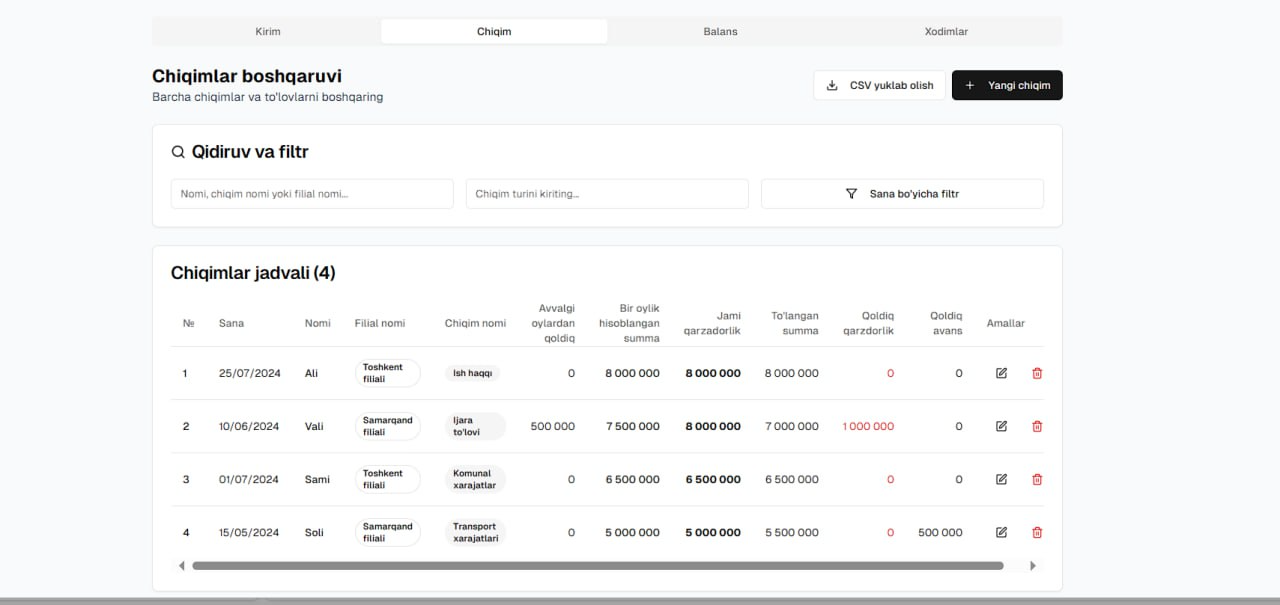 Kirim Chiqim Balans Xodimlar
Chiqimlar boshqaruvi
Barcha chiqimlar va to'lovlarni boshqaring
CSV yuklab olish
Yangi chiqim
Qidiruv va filtr
Nomi, chiqim nomi yoki filial nomi...
Chiqim turini kiriting...
Sana bo'yicha filtr
Chiqimlar jadvali (4)
№ Sana Nomi Filial nomi Chiqim nomi Avvalgi oylardan qoldiq Bir oylik hisoblangan summa Jami qarzadorlik To'langan summa Qoldiq qarzdorlik Qoldiq avans Amallar
1 25/07/2024 Ali Toshkent filiali Ish haqqı 0 8 000 000 8 000 000 8 000 000 0 0
2 10/06/2024 Vali Samarqand filiali Ijara to'lovi 500 000 7 500 000 8 000 000 7 000 000 1 000 000 0
3 01/07/2024 Sami Toshkent filiali Komunal xarajatlar 0 6 500 000 6 500 000 6 500 000 0 0
4 15/05/2024 Soli Samarqand filiali Transport xarajatlari 0 5 000 000 5 000 000 5 500 000 0 500 000